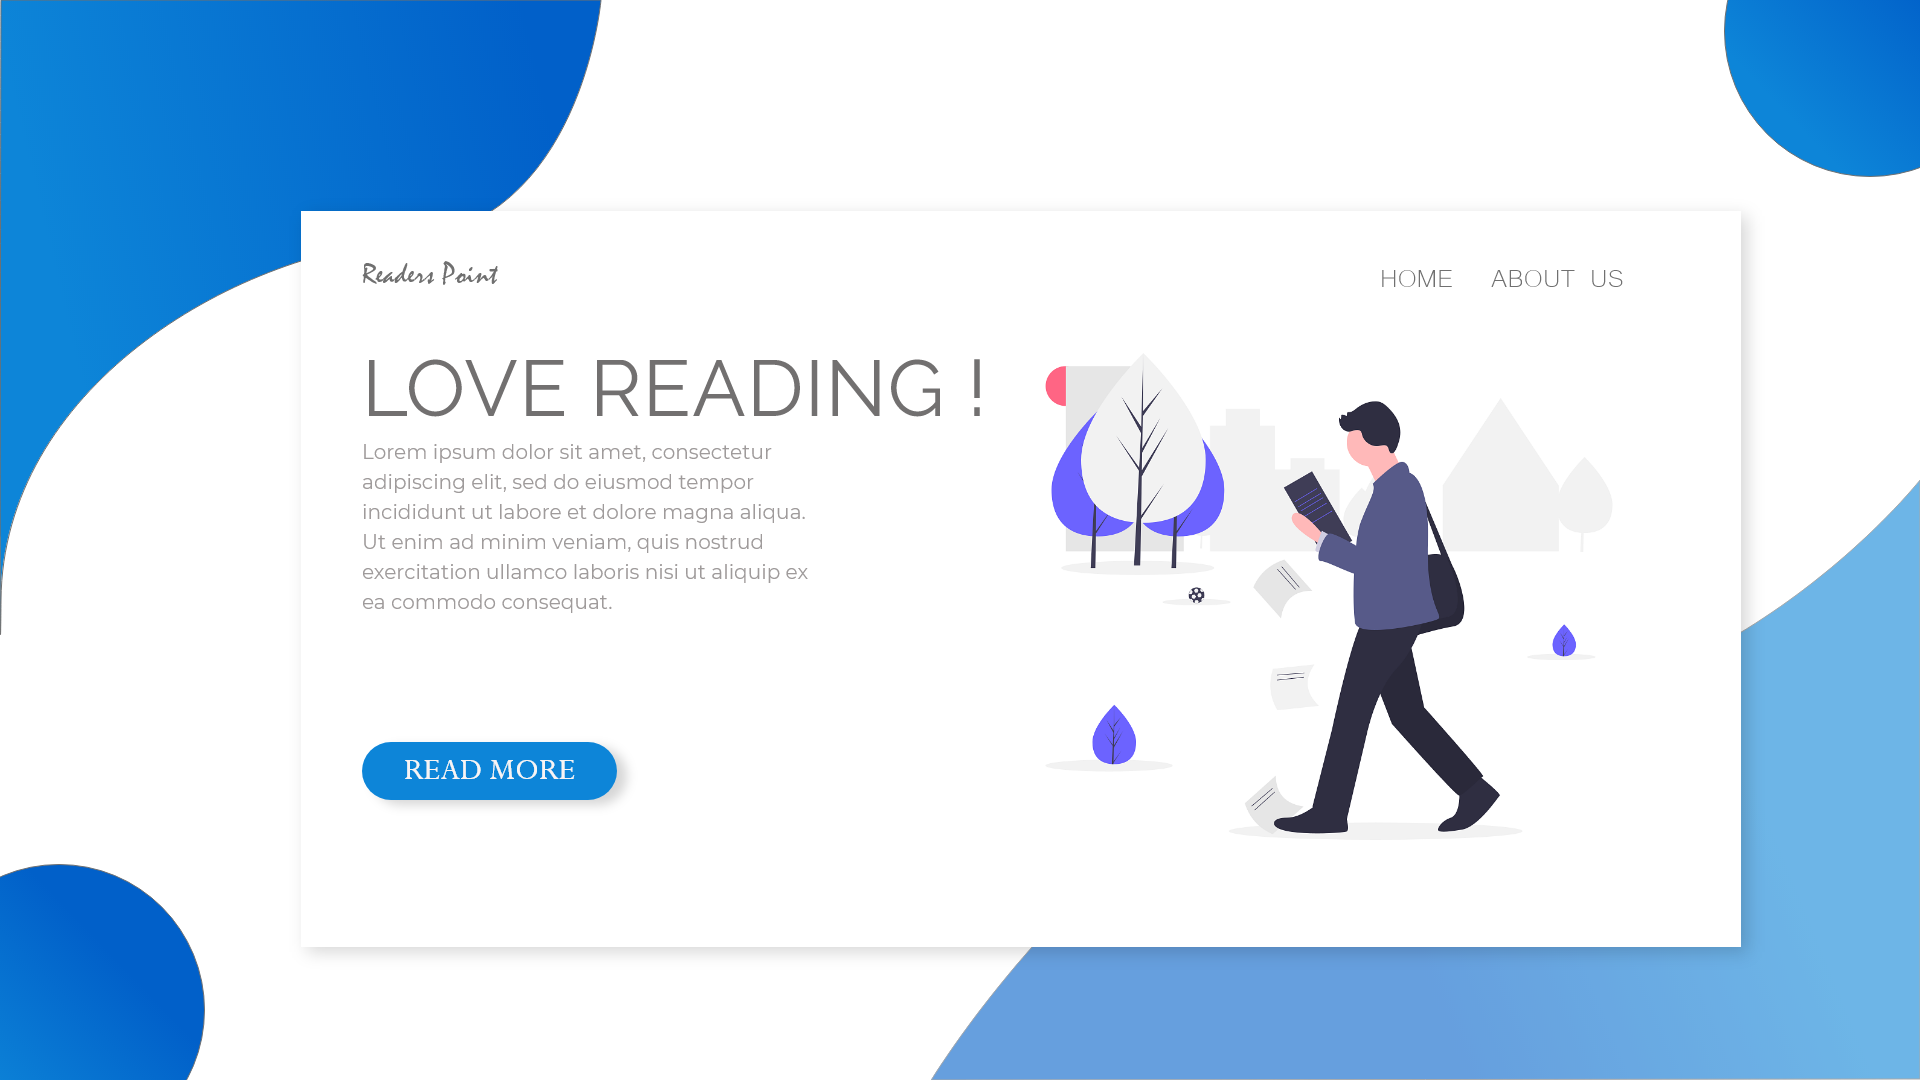 Readers Point
HOME ABOUT US
LOVE READING !
Lorem ipsum dolor sit amet, consectetur
adipiscing elit, sed do eiusmod tempor
incididunt ut labore et dolore magna aliqua.
Ut enim ad minim veniam, quis nostrud
exercitation ullamco laboris nisi ut aliquip ex
ea commodo consequat.
READ MORE